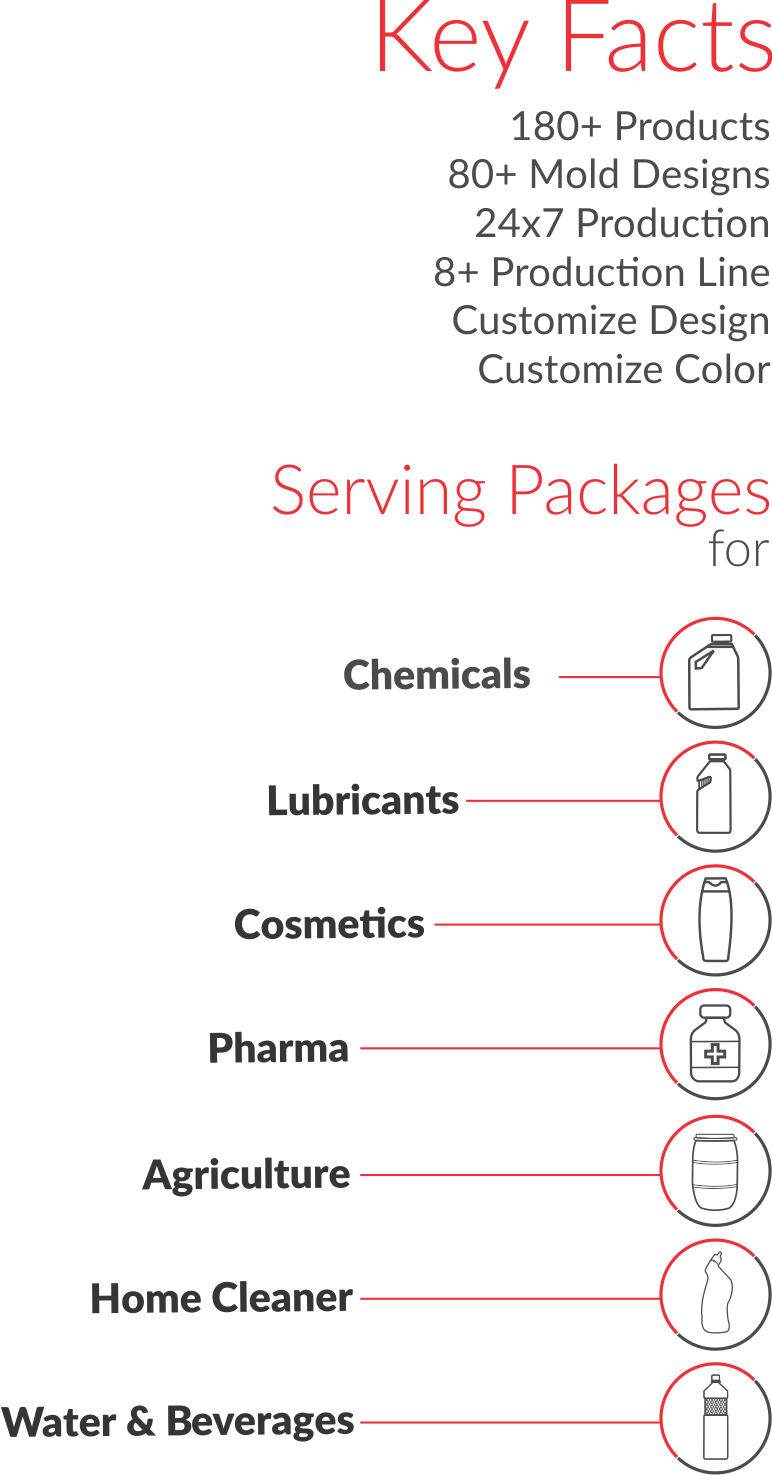 Key Facts
180+ Products
80+ Mold Designs
24x7 Production
8+ Production Line
Customize Design
Customize Color
Serving Packages
for
Chemicals
Lubricants
Cosmetics
Pharma
Agriculture
Home Cleaner
Water & Beverages